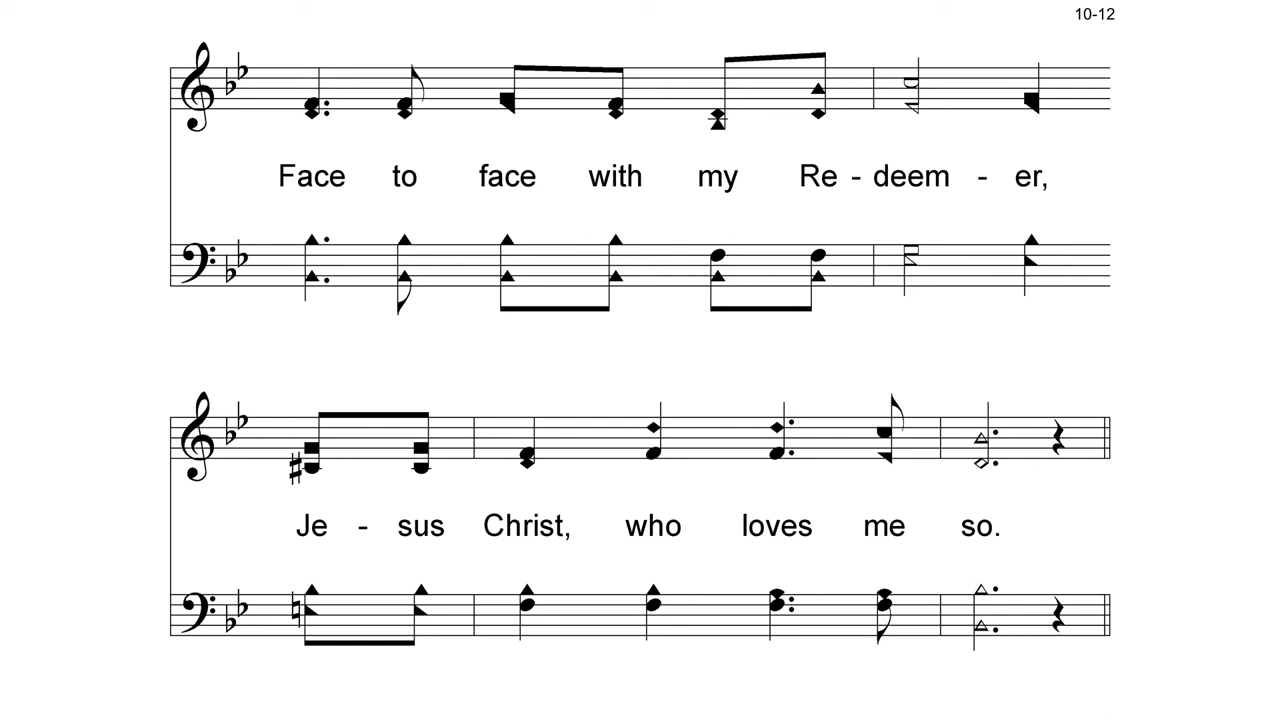 10-12
Face to face with my Re - deem - er,
Je - sus Christ, who loves me so.